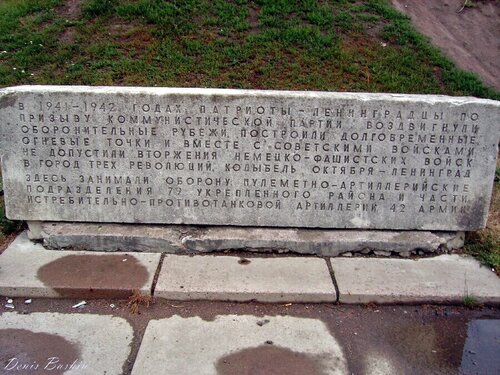 В 1941–1942 ГОДАХ ПАТРИОТЫ – ЛЕНИНГРАДЦЫ ПО
ПРИЗЫВУ КОММУНИСТИЧЕСКОЙ ПАРТИИ ВОЗДВИГНУЛИ
ОБОРОНИТЕЛЬНЫЕ РУБЕЖИ, ПОСТРОИЛИ ДОЛГОВРЕМЕННЫЕ
ОГНЕВЫЕ ТОЧКИ И ВМЕСТЕ С СОВЕТСКИМИ ВОЙСКАМИ
НЕ ДОПУСТИЛИ ВТОРЖЕНИЯ НЕМЕЦКО-ФАШИСТСКИХ ВОЙСК
В ГОРОД ТРЕХ РЕВОЛЮЦИЙ, КОЛЫБЕЛЬ ОКТЯБРЯ – ЛЕНИНГРАД
ЗДЕСЬ ЗАНИМАЛИ ОБОРОНУ ПУЛЕМЕТНО-АРТИЛЛЕРИЙСКИЕ
ПОДРАЗДЕЛЕНИЯ 79 УКРЕПЛЕННОГО РАЙОНА И ЧАСТИ
ИСТРЕБИТЕЛЬНО-ПРОТИВОТАНКОВОЙ АРТИЛЛЕРИИ 42 АРМИИ
Denis